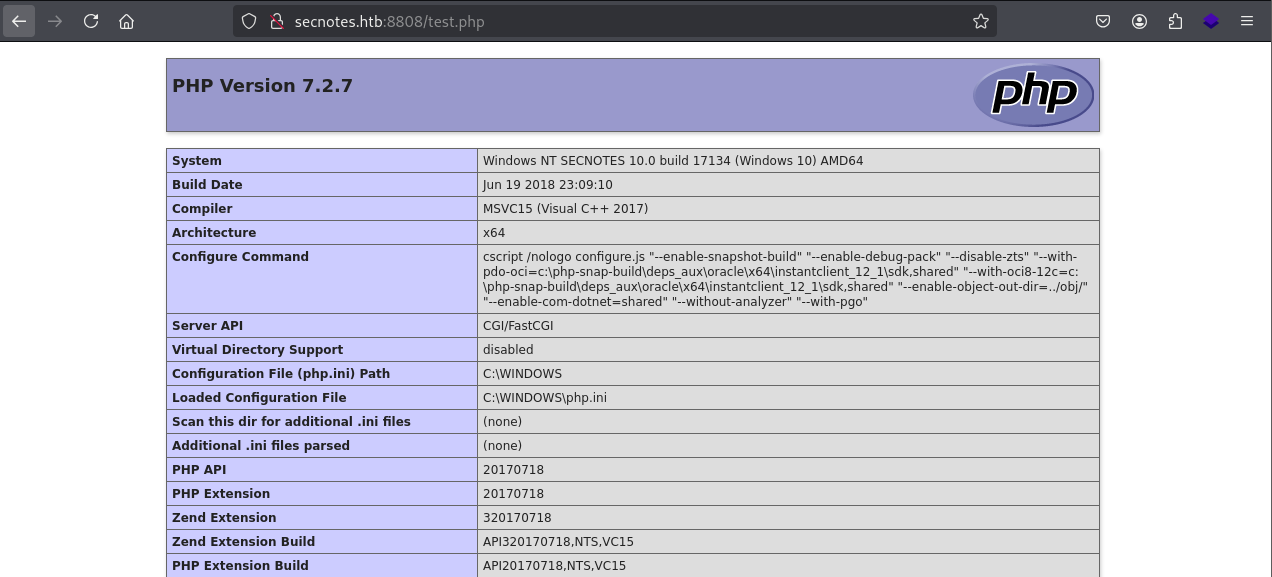 secnotes.htb:8808/test.php
PHP Version 7.2.7
php
System Windows NT SECNOTES 10.0 build 17134 (Windows 10) AMD64
Build Date Jun 19 2018 23:09:10
Compiler MSVC15 (Visual C++ 2017)
Architecture x64
Configure Command cscript /nologo configure.js "--enable-snapshot-build" "--enable-debug-pack" "--disable-zts" "--with-
pdo-oci=c:\php-snap-build\deps_aux\oracle\x64\instantclient_12_1\sdk,shared" "--with-oci8-12c=c:
\php-snap-build\deps_aux\oracle\x64\instantclient_12_1\sdk,shared" "--enable-object-out-dir=../obj/"
"--enable-com-dotnet=shared" "--without-analyzer" "--with-pgo"
Server API CGI/FastCGI
Virtual Directory Support disabled
Configuration File (php.ini) Path C:\WINDOWS
Loaded Configuration File C:\WINDOWS\php.ini
Scan this dir for additional .ini files (none)
Additional .ini files parsed (none)
PHP API 20170718
PHP Extension 20170718
Zend Extension 320170718
Zend Extension Build API320170718,NTS,VC15
PHP Extension Build API20170718,NTS,VC15